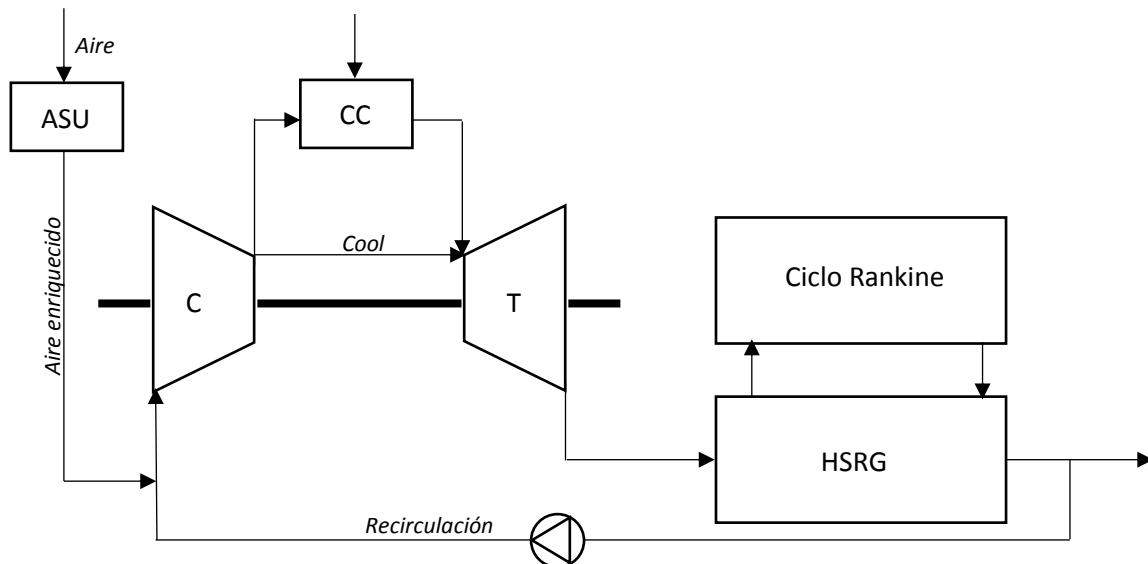 Aire
ASU
CC
Aire enriquecido
Cool
C
T
Ciclo Rankine
HSRG
Recirculación